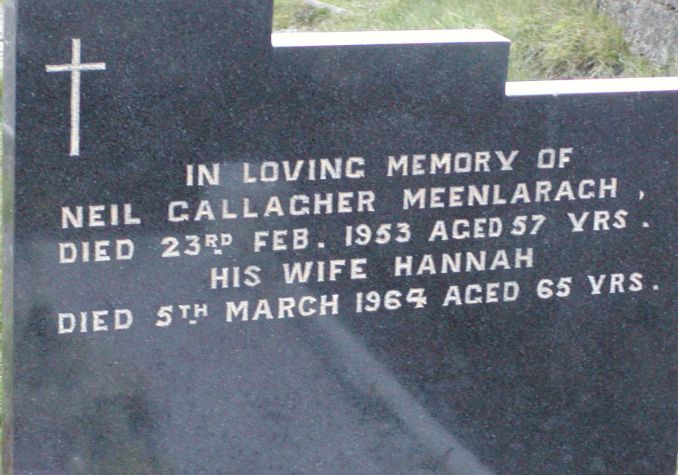 IN LOVING MEMORY OF
NEIL GALLAGHER MEENLARAGH,
DIED 23RD FEB. 1953 AGED 57 YRS.
HIS WIFE HANNAH
DIED 5TH MARCH 1964 AGED 65 YRS.